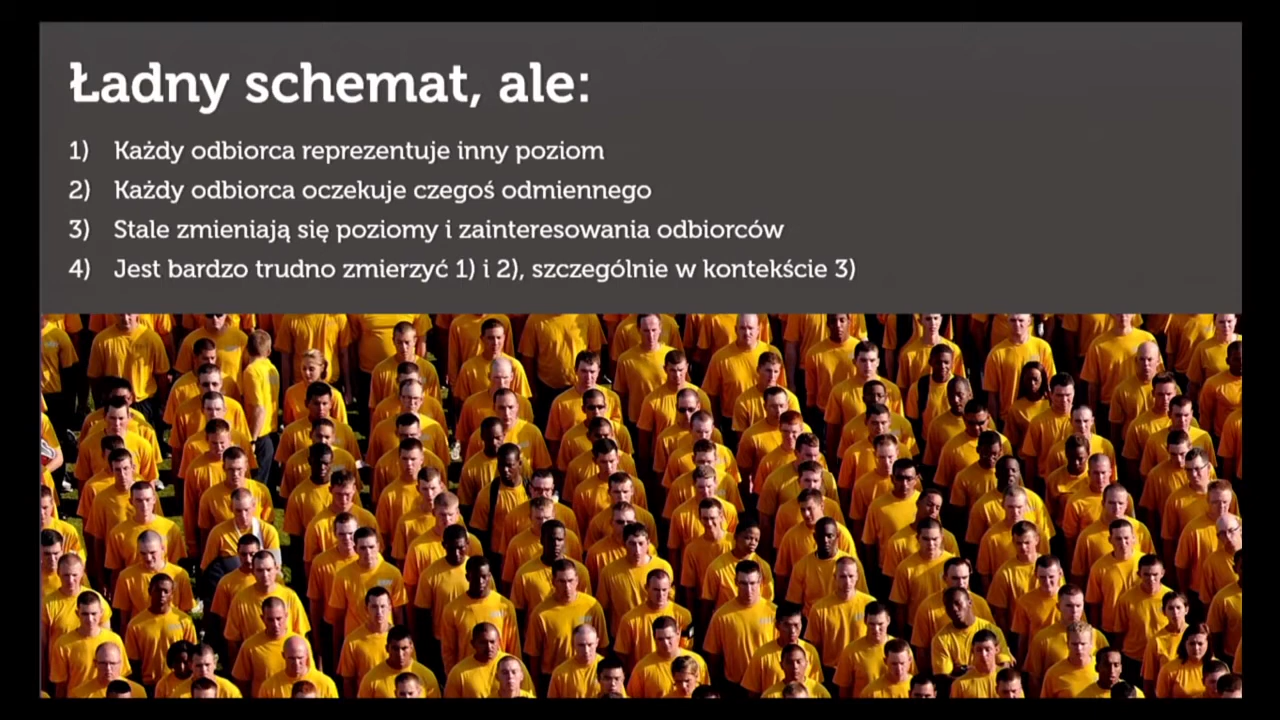 Ładny schemat, ale:
1) Każdy odbiorca reprezentuje inny poziom
2) Każdy odbiorca oczekuje czegoś odmiennego
3) Stale zmieniają się poziomy i zainteresowania odbiorców
4) Jest bardzo trudno zmierzyć 1) i 2), szczególnie w kontekście 3)